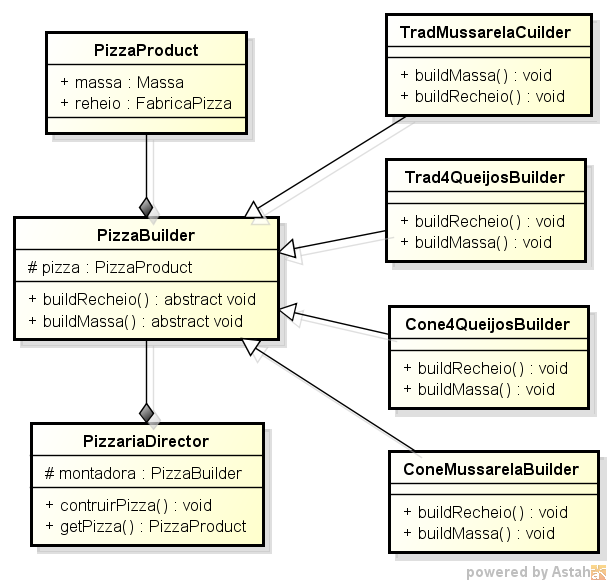 PizzaProduct
+ massa : Massa
+ reheio : FabricaPizza
PizzaBuilder
# pizza : PizzaProduct
+ buildRecheio() : abstract void
+ buildMassa() : abstract void
PizzariaDirector
# montadora : PizzaBuilder
+ contruirPizza() : void
+ getPizza() : PizzaProduct
TradMussarelaCuilder
+ buildMassa() : void
+ buildRecheio() : void
Trad4QueijosBuilder
+ buildRecheio() : void
+ buildMassa() : void
Cone4QueijosBuilder
+ buildRecheio() : void
+ buildMassa() : void
ConeMussarelaBuilder
+ buildRecheio() : void
+ buildMassa() : void
powered by Astah